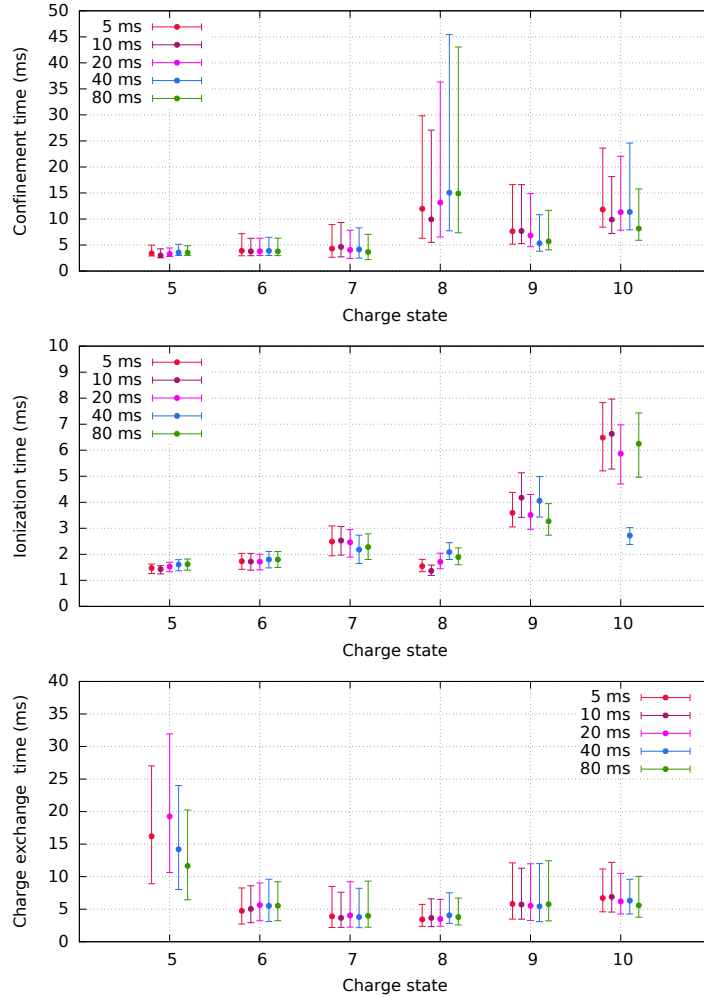 50
45
40
35
30
25
20
15
10
5
0
Confinement time (ms)
5 ms
10 ms
20 ms
40 ms
80 ms
5 6 7 8 9 10
Charge state
10
9
8
7
6
5
4
3
2
1
0
Ionization time (ms)
5 ms
10 ms
20 ms
40 ms
80 ms
5 6 7 8 9 10
Charge state
40
35
30
25
20
15
10
5
0
Charge exchange time (ms)
5 ms
10 ms
20 ms
40 ms
80 ms
5 6 7 8 9 10
Charge state